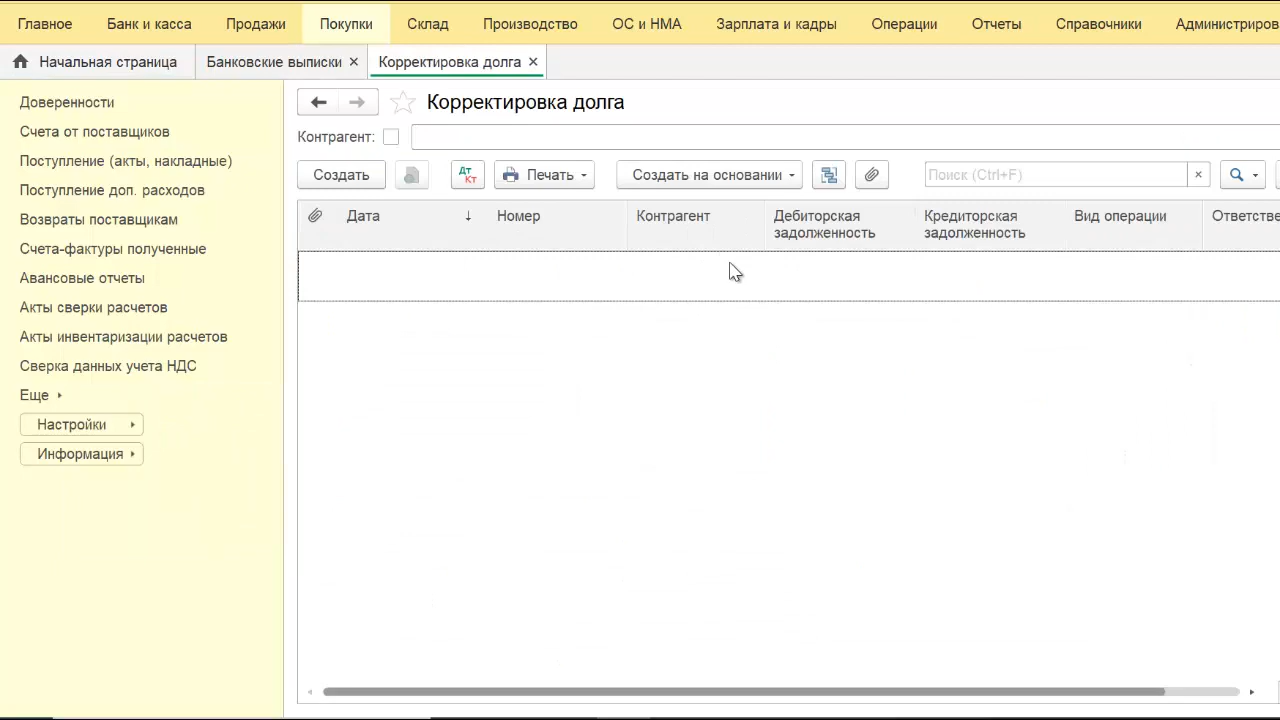 Главное Банк и касса Продажи Покупки Склад Производство ОС и НМА Зарплата и кадры Операции Отчеты Справочники Администриров
Начальная страница Банковские выписки × Корректировка долга ×
Доверенности
Счета от поставщиков
Поступление (акты, накладные)
Поступление доп. расходов
Возвраты поставщикам
Счета-фактуры полученные
Авансовые отчеты
Акты сверки расчетов
Акты инвентаризации расчетов
Сверка данных учета НДС
Еще
Настройки
Информация
Корректировка долга
Контрагент:
Создать Дт Кт Печать Создать на основании Поиск (Ctrl+F) ×
Дата Номер Контрагент Дебиторская задолженность Кредиторская задолженность Вид операции Ответстве